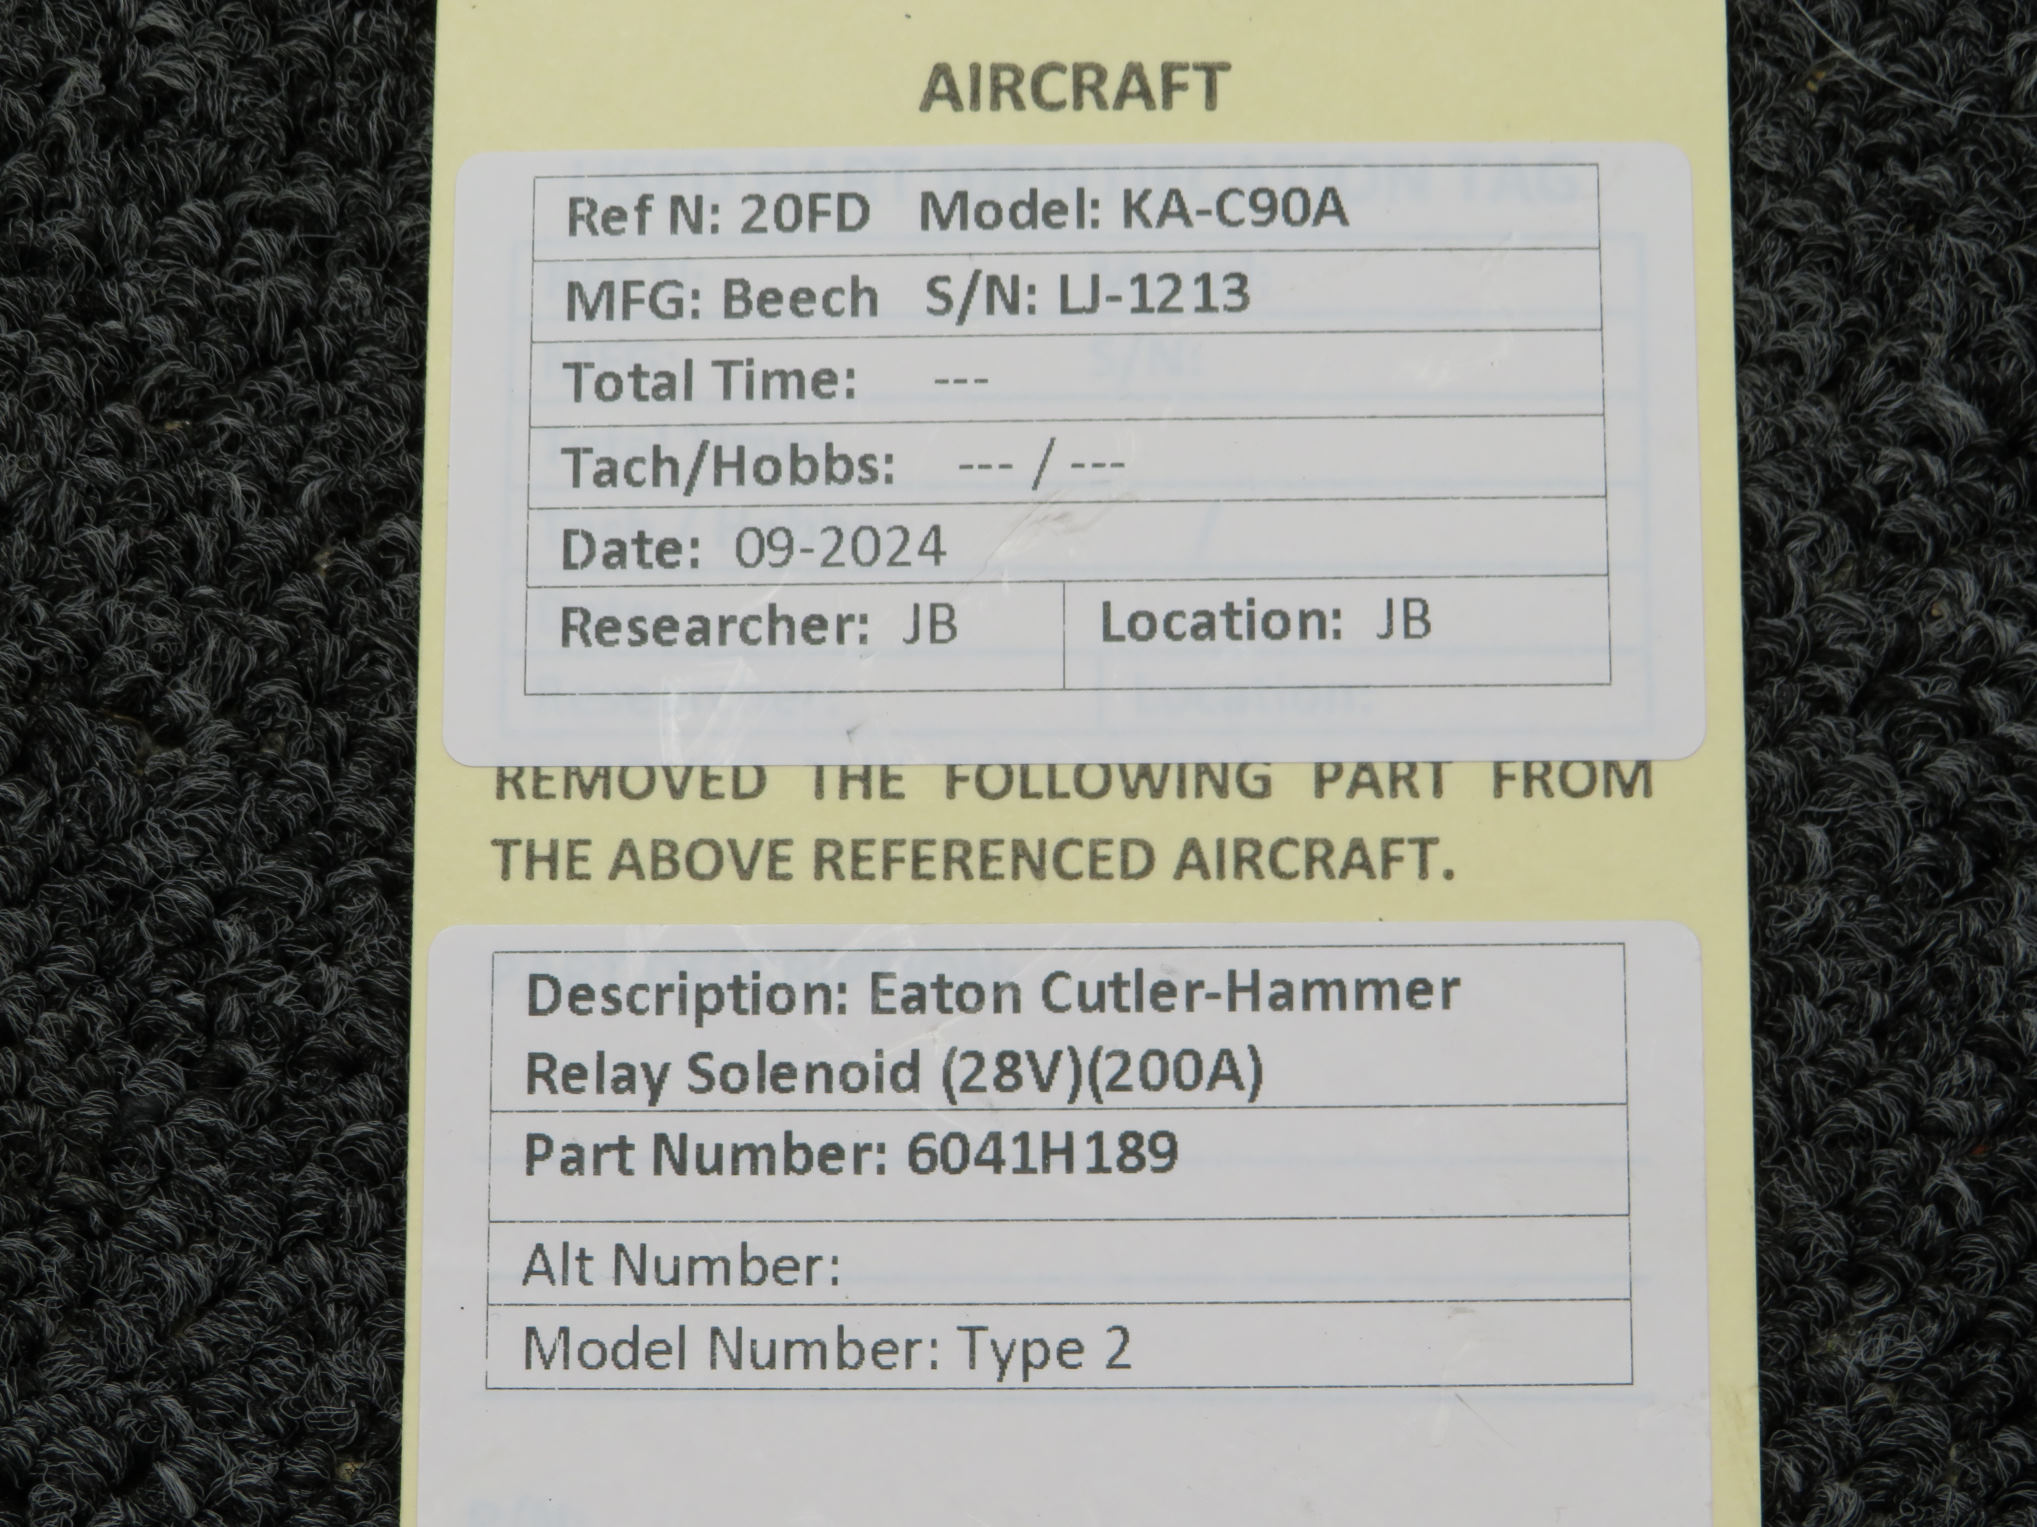 AIRCRAFT
Ref N: 20FD Model: KA-C90A
MFG: Beech S/N: LJ-1213
Total Time: ---
Tach/Hobbs: --- / ---
Date: 09-2024
Researcher: JB Location: JB
REMOVED THE FOLLOWING PART FROM
THE ABOVE REFERENCED AIRCRAFT.
Description: Eaton Cutler-Hammer
Relay Solenoid (28V)(200A)
Part Number: 6041H189
Alt Number:
Model Number: Type 2